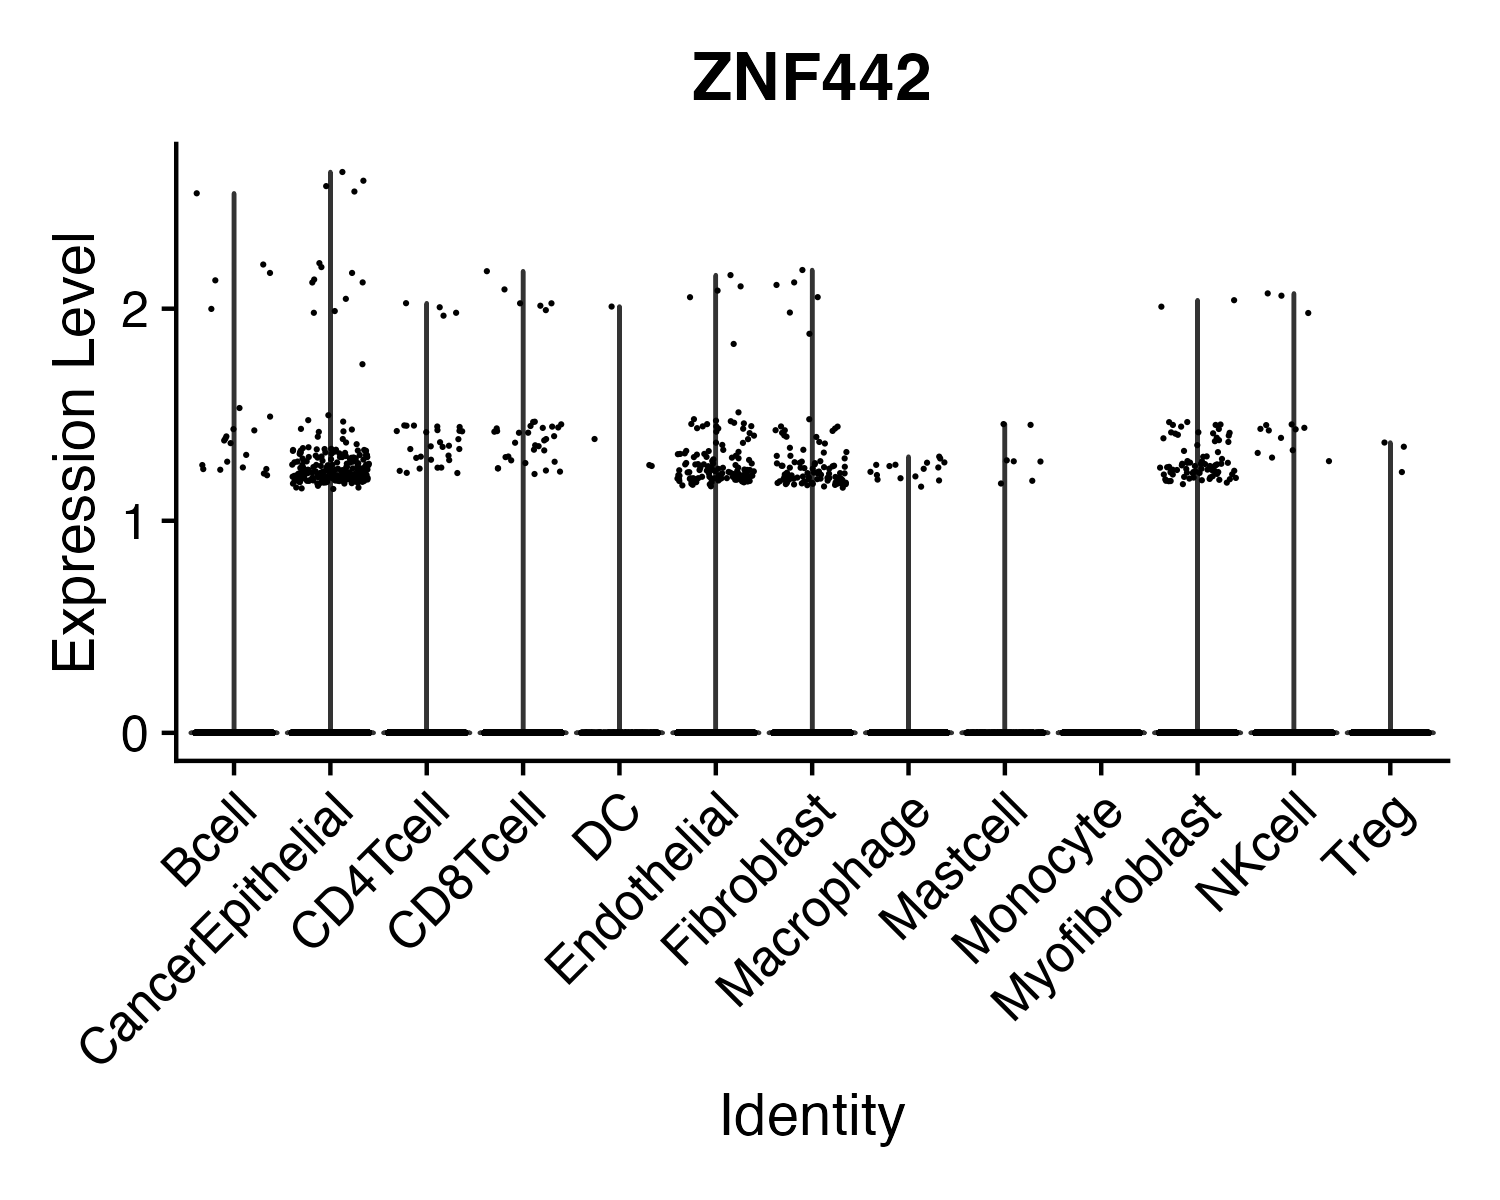 ZNF442
Expression Level
2
1
0
Bcell
CancerEpithelial
CD4Tcell
CD8Tcell
DC
Endothelial
Fibroblast
Macrophage
Mastcell
Monocyte
Myofibroblast
NKcell
Treg
Identity